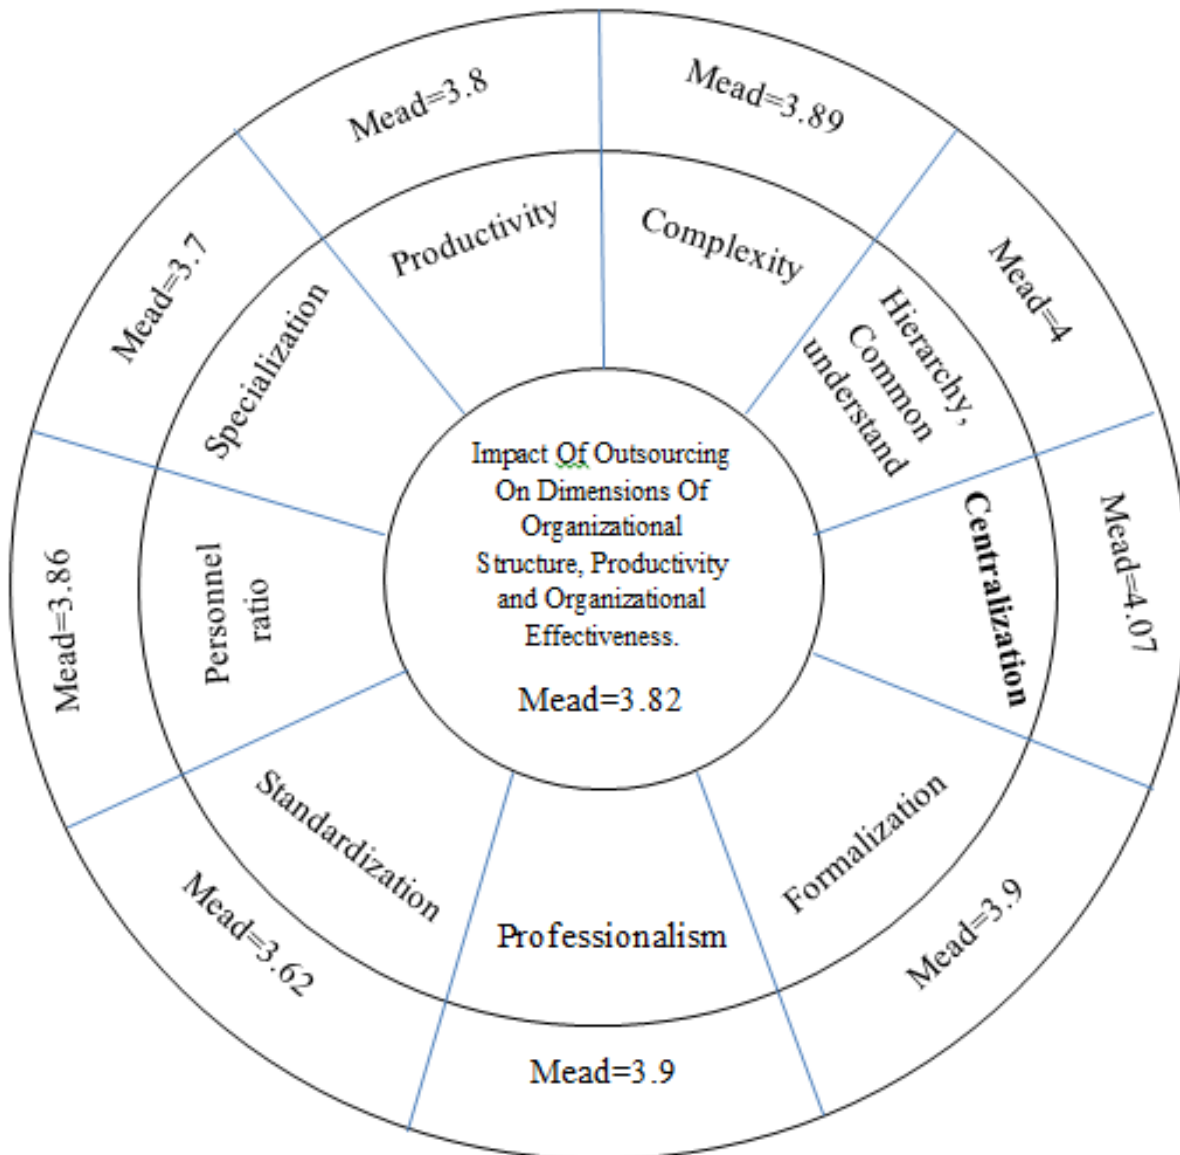 Impact Of Outsourcing
On Dimensions Of
Organizational
Structure, Productivity
and Organizational
Effectiveness.
Mead=3.82
Complexity
Mead=3.89
Hierarchy,
Common
understand
Mead=4
Centralization
Mead=4.07
Formalization
Mead=3.9
Professionalism
Mead=3.9
Standardization
Mead=3.62
Personnel
ratio
Mead=3.86
Specialization
Mead=3.7
Productivity
Mead=3.8